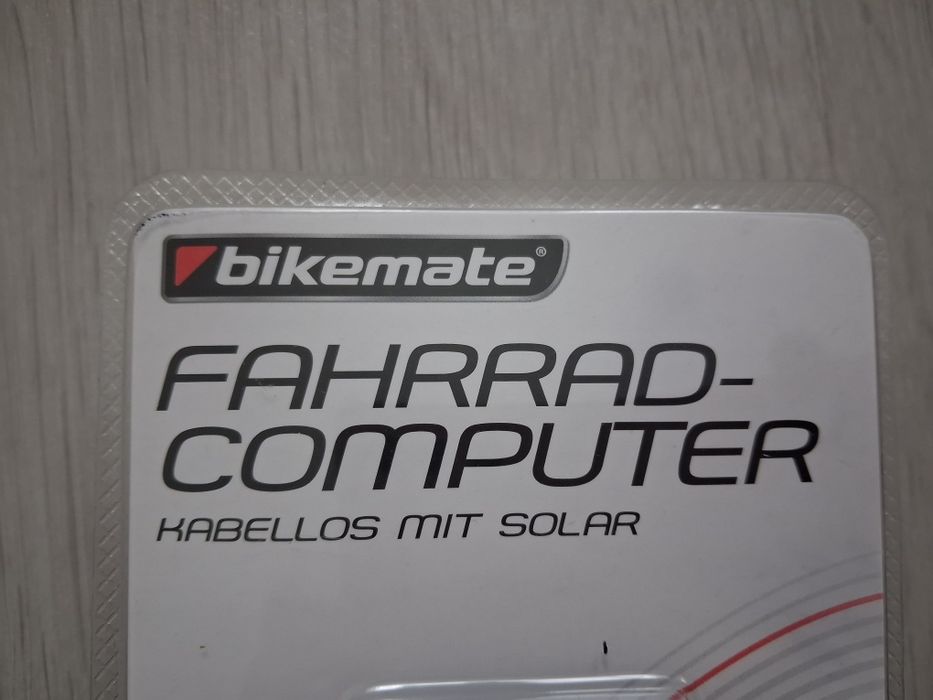 bikemate®
FAHRRAD-
COMPUTER
KABELLOS MIT SOLAR